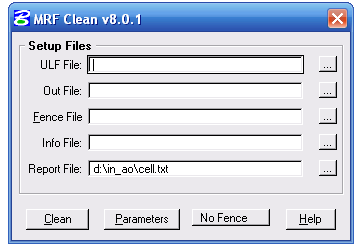 MRF Clean v8.0.1
Setup Files
ULF File:
...
Out File:
...
Fence File
...
Info File:
...
Report File: d:\in_ao\cell.txt
...
Clean Parameters No Fence Help